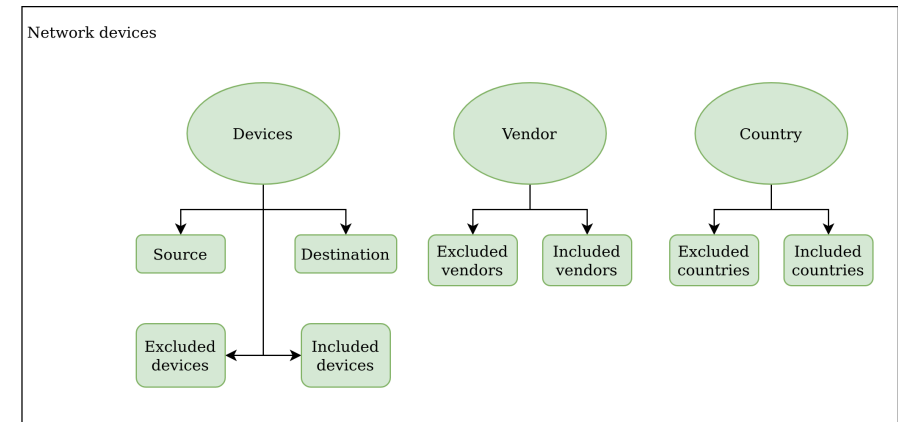 Network devices
Devices
Vendor
Country
Source
Destination
Excluded
vendors
Included
vendors
Excluded
countries
Included
countries
Excluded
devices
Included
devices